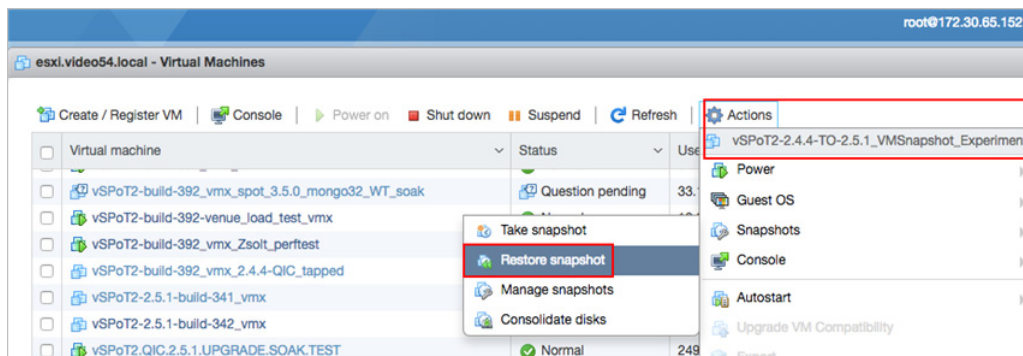 root@172.30.65.152
esxi.video54.local - Virtual Machines
Create / Register VM Console Power on Shut down Suspend Refresh Actions
vSPoT2-2.4.4-TO-2.5.1_VMSnapshot_Experimen
Virtual machine Status Use
Power
vSPoT2-build-392_vmx_spot_3.5.0_mongo32_WT_soak Question pending 33.
Guest OS
vSPoT2-build-392-venue_load_test_vmx
Take snapshot
Snapshots
vSPoT2-build-392_vmx_Zsolt_perftest
Restore snapshot
Console
vSPoT2-build-392_vmx_2.4.4-QIC_tapped
Manage snapshots
vSPoT2-2.5.1-build-341_vmx
Autostart
Consolidate disks
vSPoT2-2.5.1-build-342_vmx
Upgrade VM Compatibility
vSPoT2.QIC.2.5.1.UPGRADE.SOAK.TEST Normal 249
Export